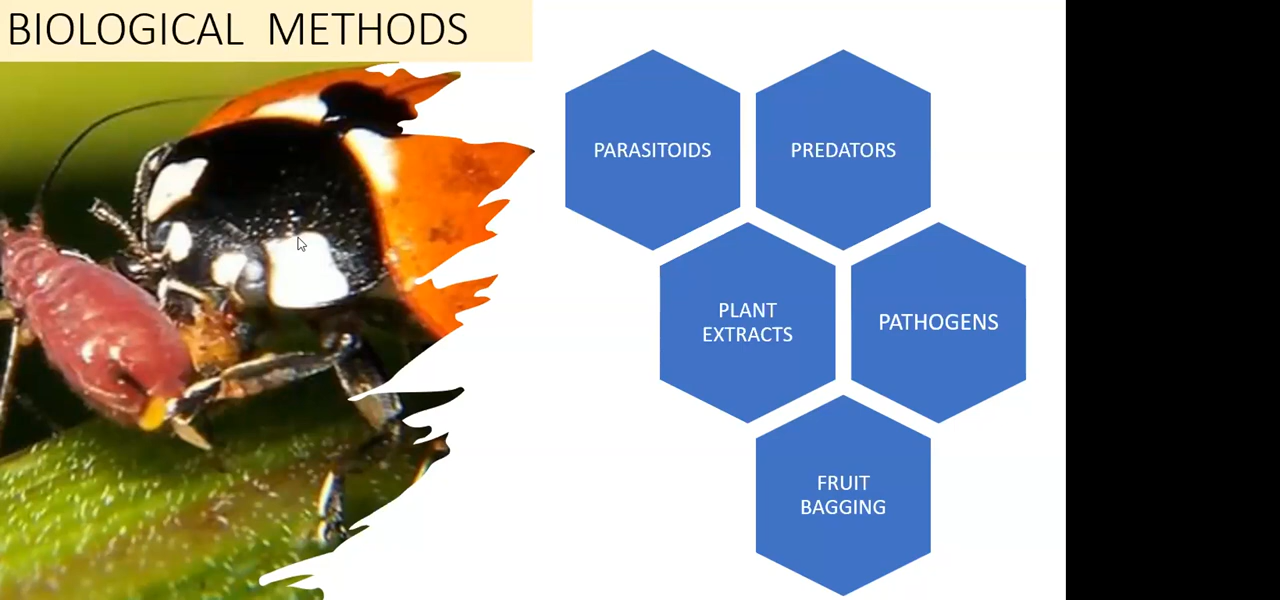 BIOLOGICAL METHODS
PARASITOIDS
PREDATORS
PLANT
EXTRACTS
PATHOGENS
FRUIT
BAGGING